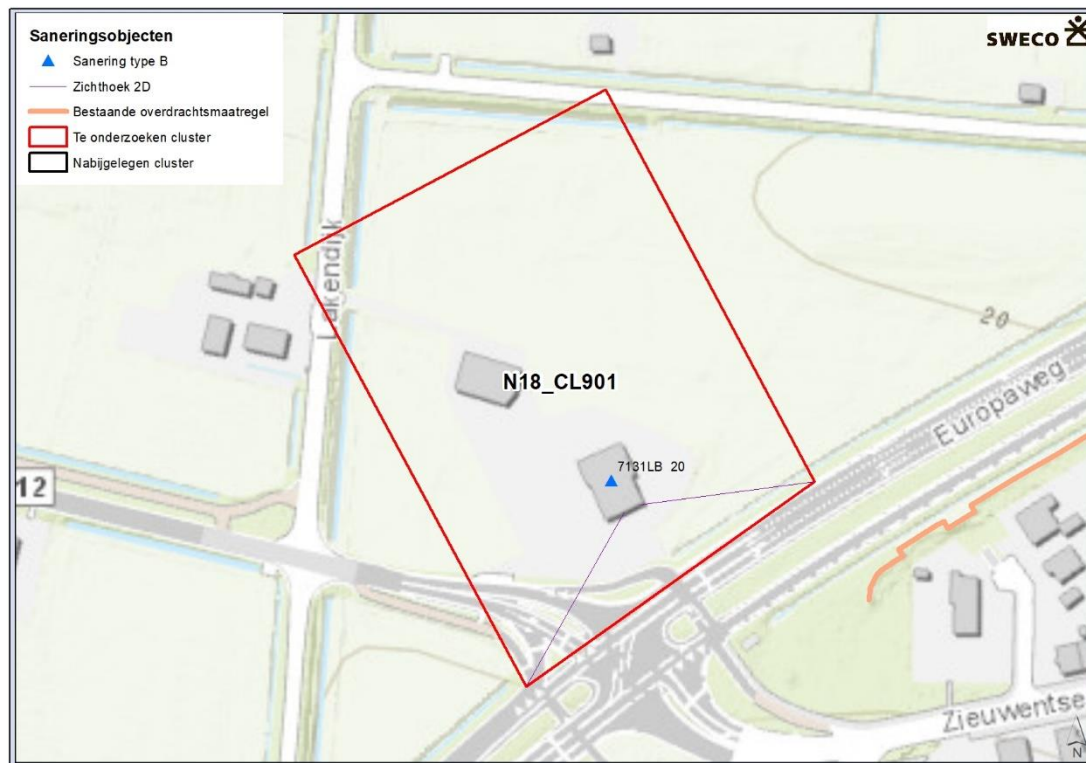 Saneringsobjecten
Sanering type B
Zichthoek 2D
Bestaande overdrachtsmaatregel
Te onderzoeken cluster
Nabijgelegen cluster
SWECO
20
N18_CL901
Europaweg
7131LB 20
12
Zieuwentse
N